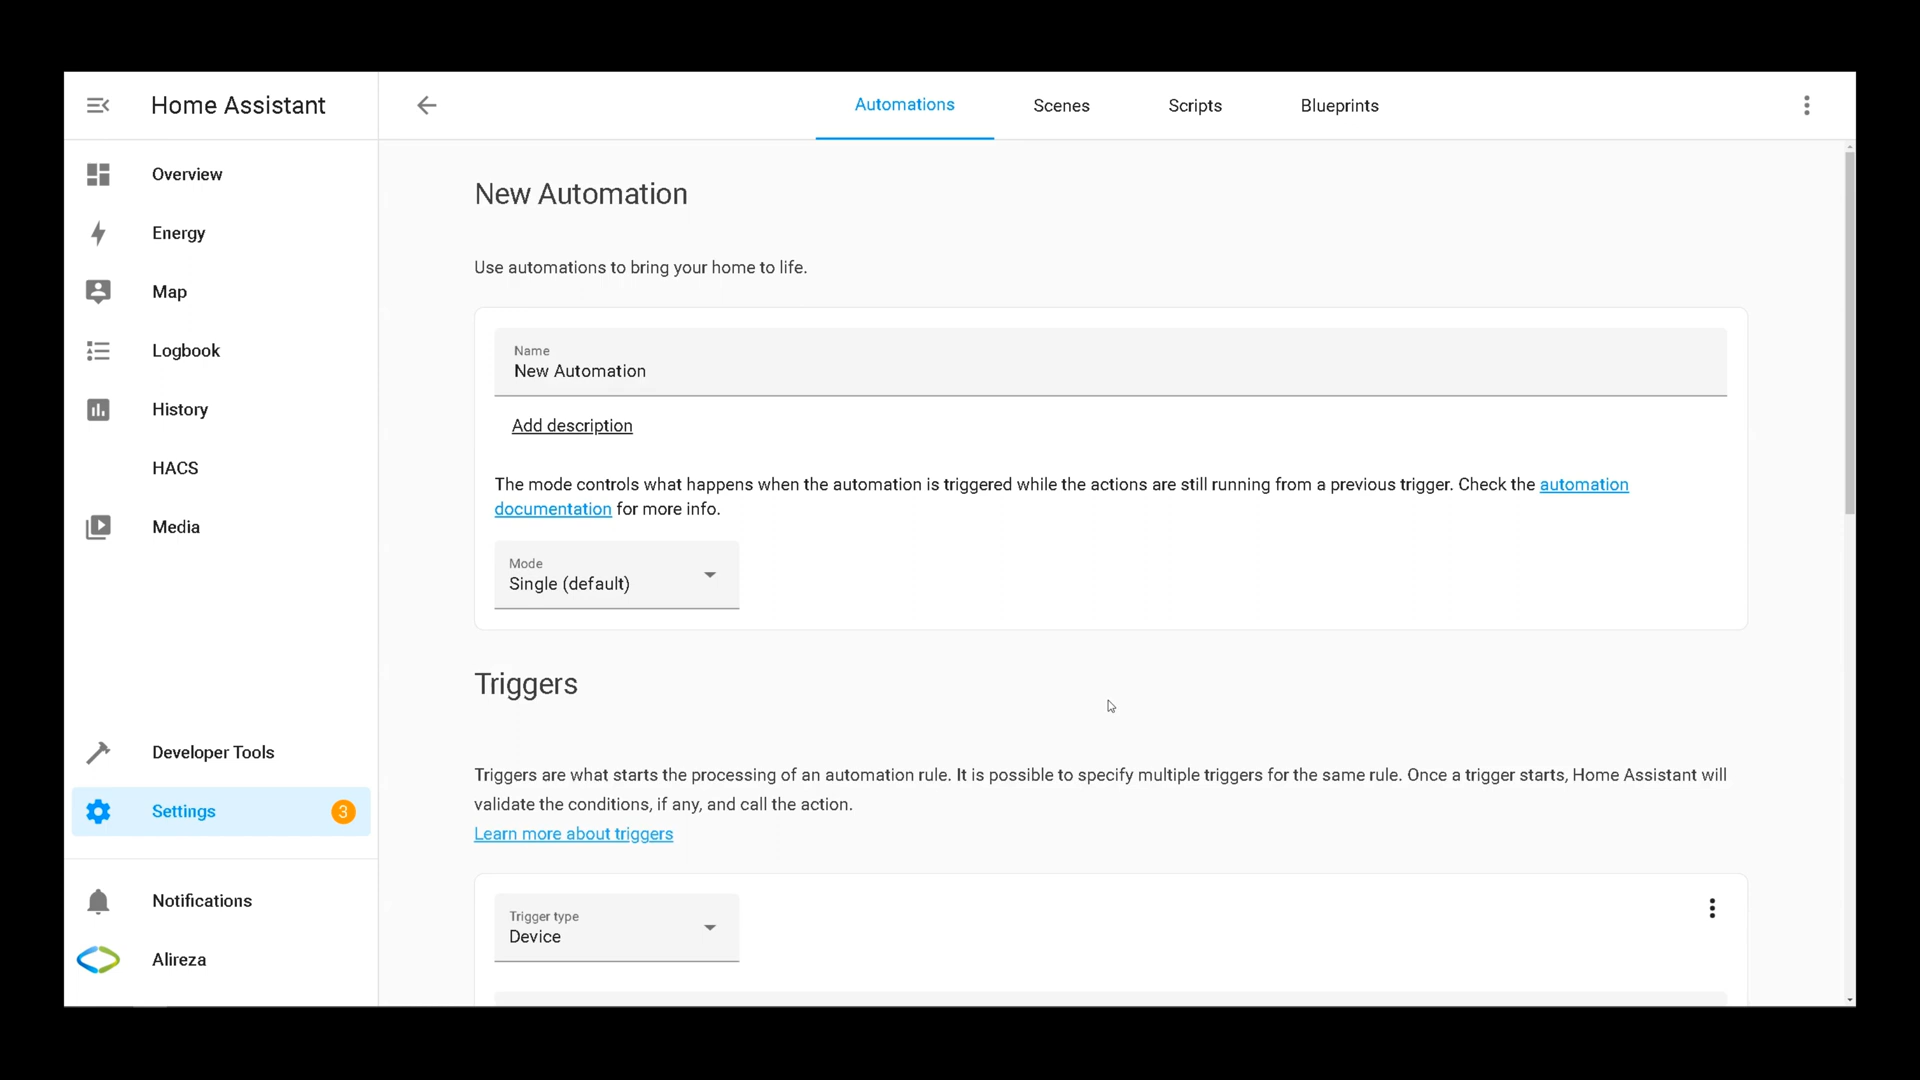 Home Assistant
Automations
Scenes
Scripts
Blueprints
Overview
Energy
Map
Logbook
History
HACS
Media
Developer Tools
Settings
3
Notifications
Alireza
New Automation
Use automations to bring your home to life.
Name
New Automation
Add description
The mode controls what happens when the automation is triggered while the actions are still running from a previous trigger. Check the automation
documentation for more info.
Mode
Single (default)
Triggers
Triggers are what starts the processing of an automation rule. It is possible to specify multiple triggers for the same rule. Once a trigger starts, Home Assistant will
validate the conditions, if any, and call the action.
Learn more about triggers
Trigger type
Device